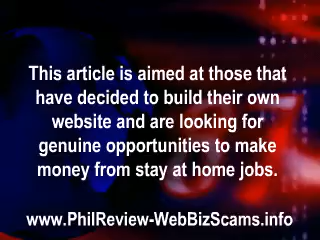 This article is aimed at those that
have decided to build their own
website and are looking for
genuine opportunities to make
money from stay at home jobs.
www.PhilReview-WebBizScams.info